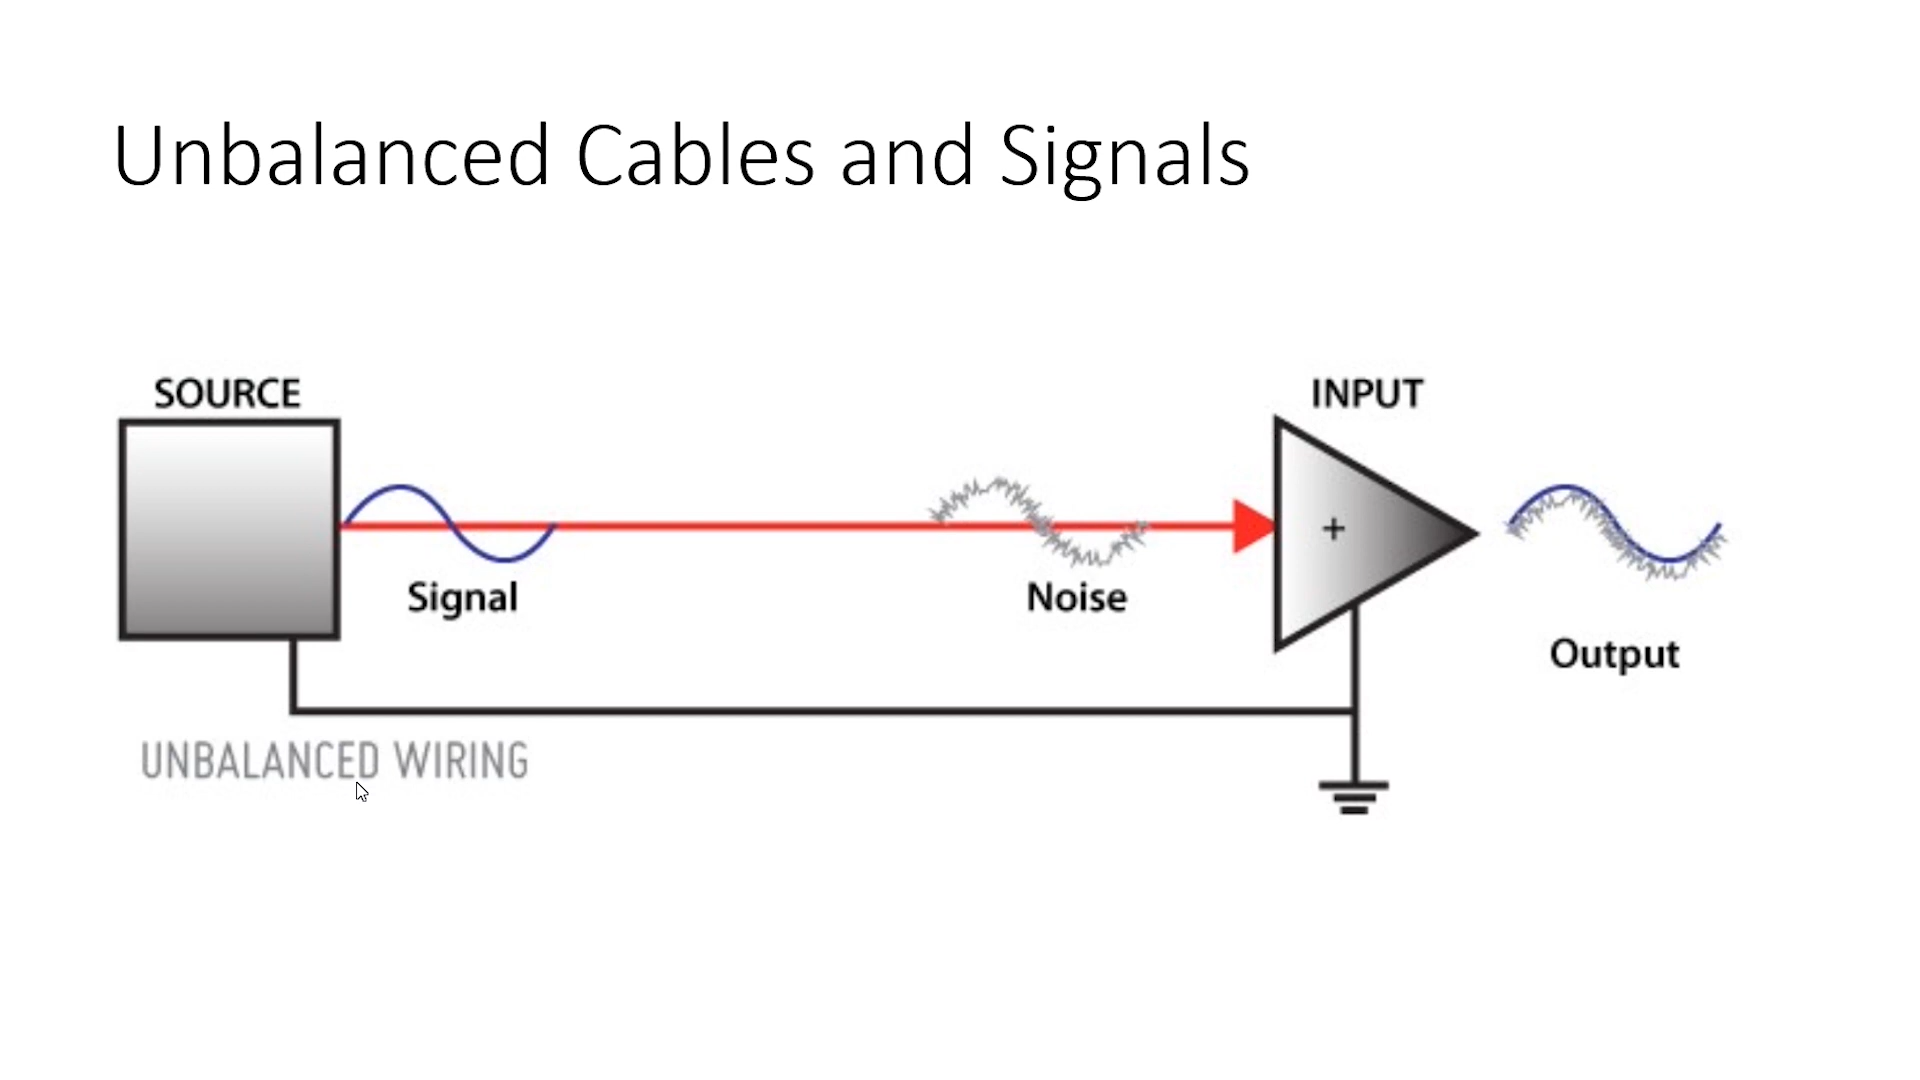 Unbalanced Cables and Signals
SOURCE
INPUT
+
Signal
Noise
Output
UNBALANCED WIRING